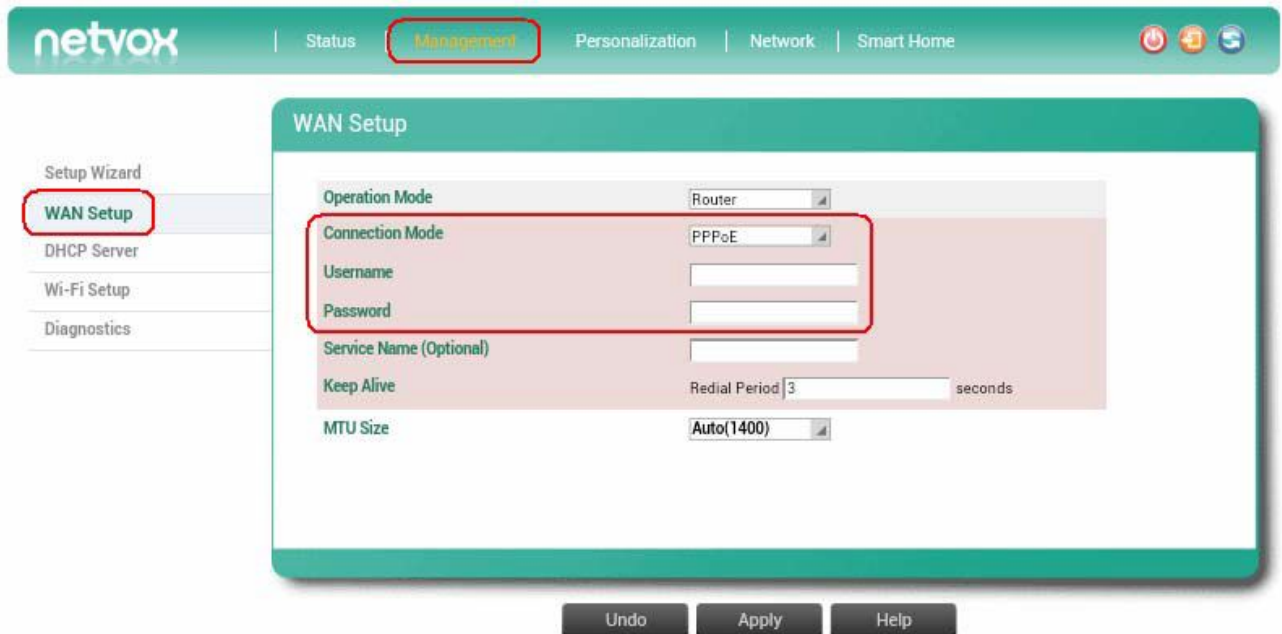 netvox | Status | Management Personalization | Network | Smart Home
WAN Setup
Setup Wizard
WAN Setup
DHCP Server
Wi-Fi Setup
Diagnostics
Operation Mode Router
Connection Mode PPPoE
Username
Password
Service Name (Optional)
Keep Alive Redial Period 3 seconds
MTU Size Auto(1400)
Undo Apply Help